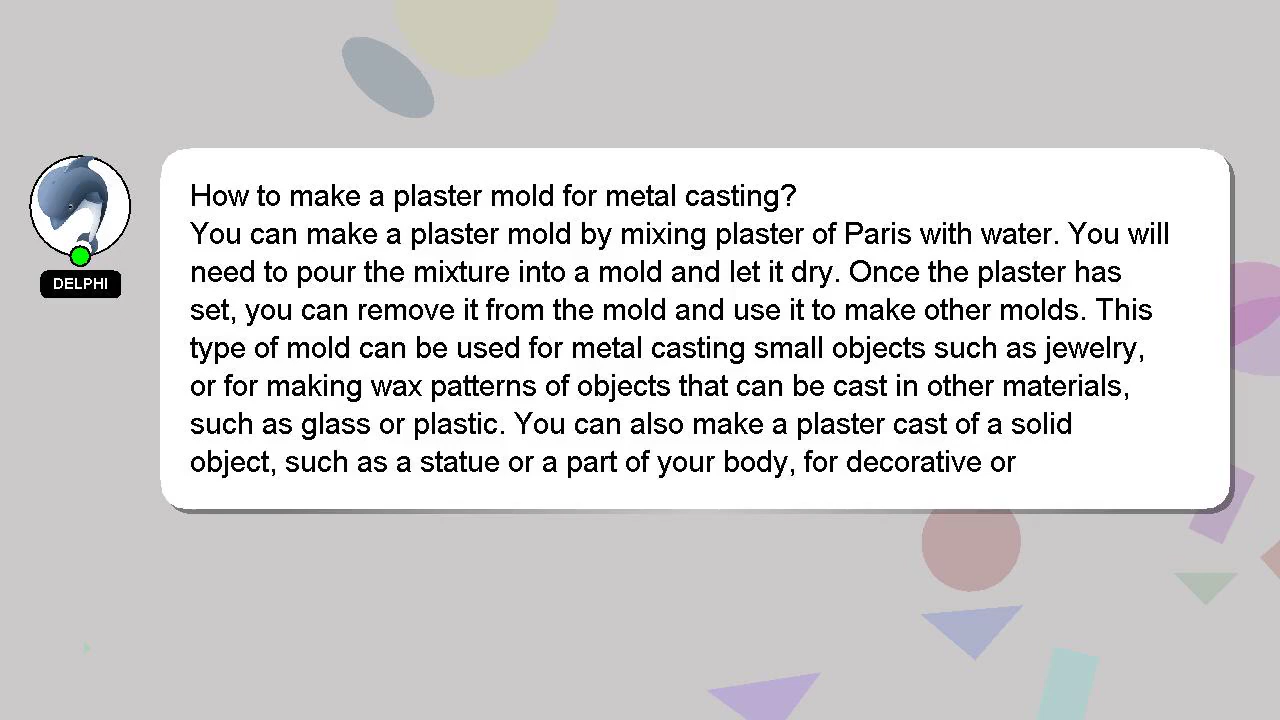 How to make a plaster mold for metal casting?
You can make a plaster mold by mixing plaster of Paris with water. You will
need to pour the mixture into a mold and let it dry. Once the plaster has
set, you can remove it from the mold and use it to make other molds. This
type of mold can be used for metal casting small objects such as jewelry,
or for making wax patterns of objects that can be cast in other materials,
such as glass or plastic. You can also make a plaster cast of a solid
object, such as a statue or a part of your body, for decorative or
DELPHI